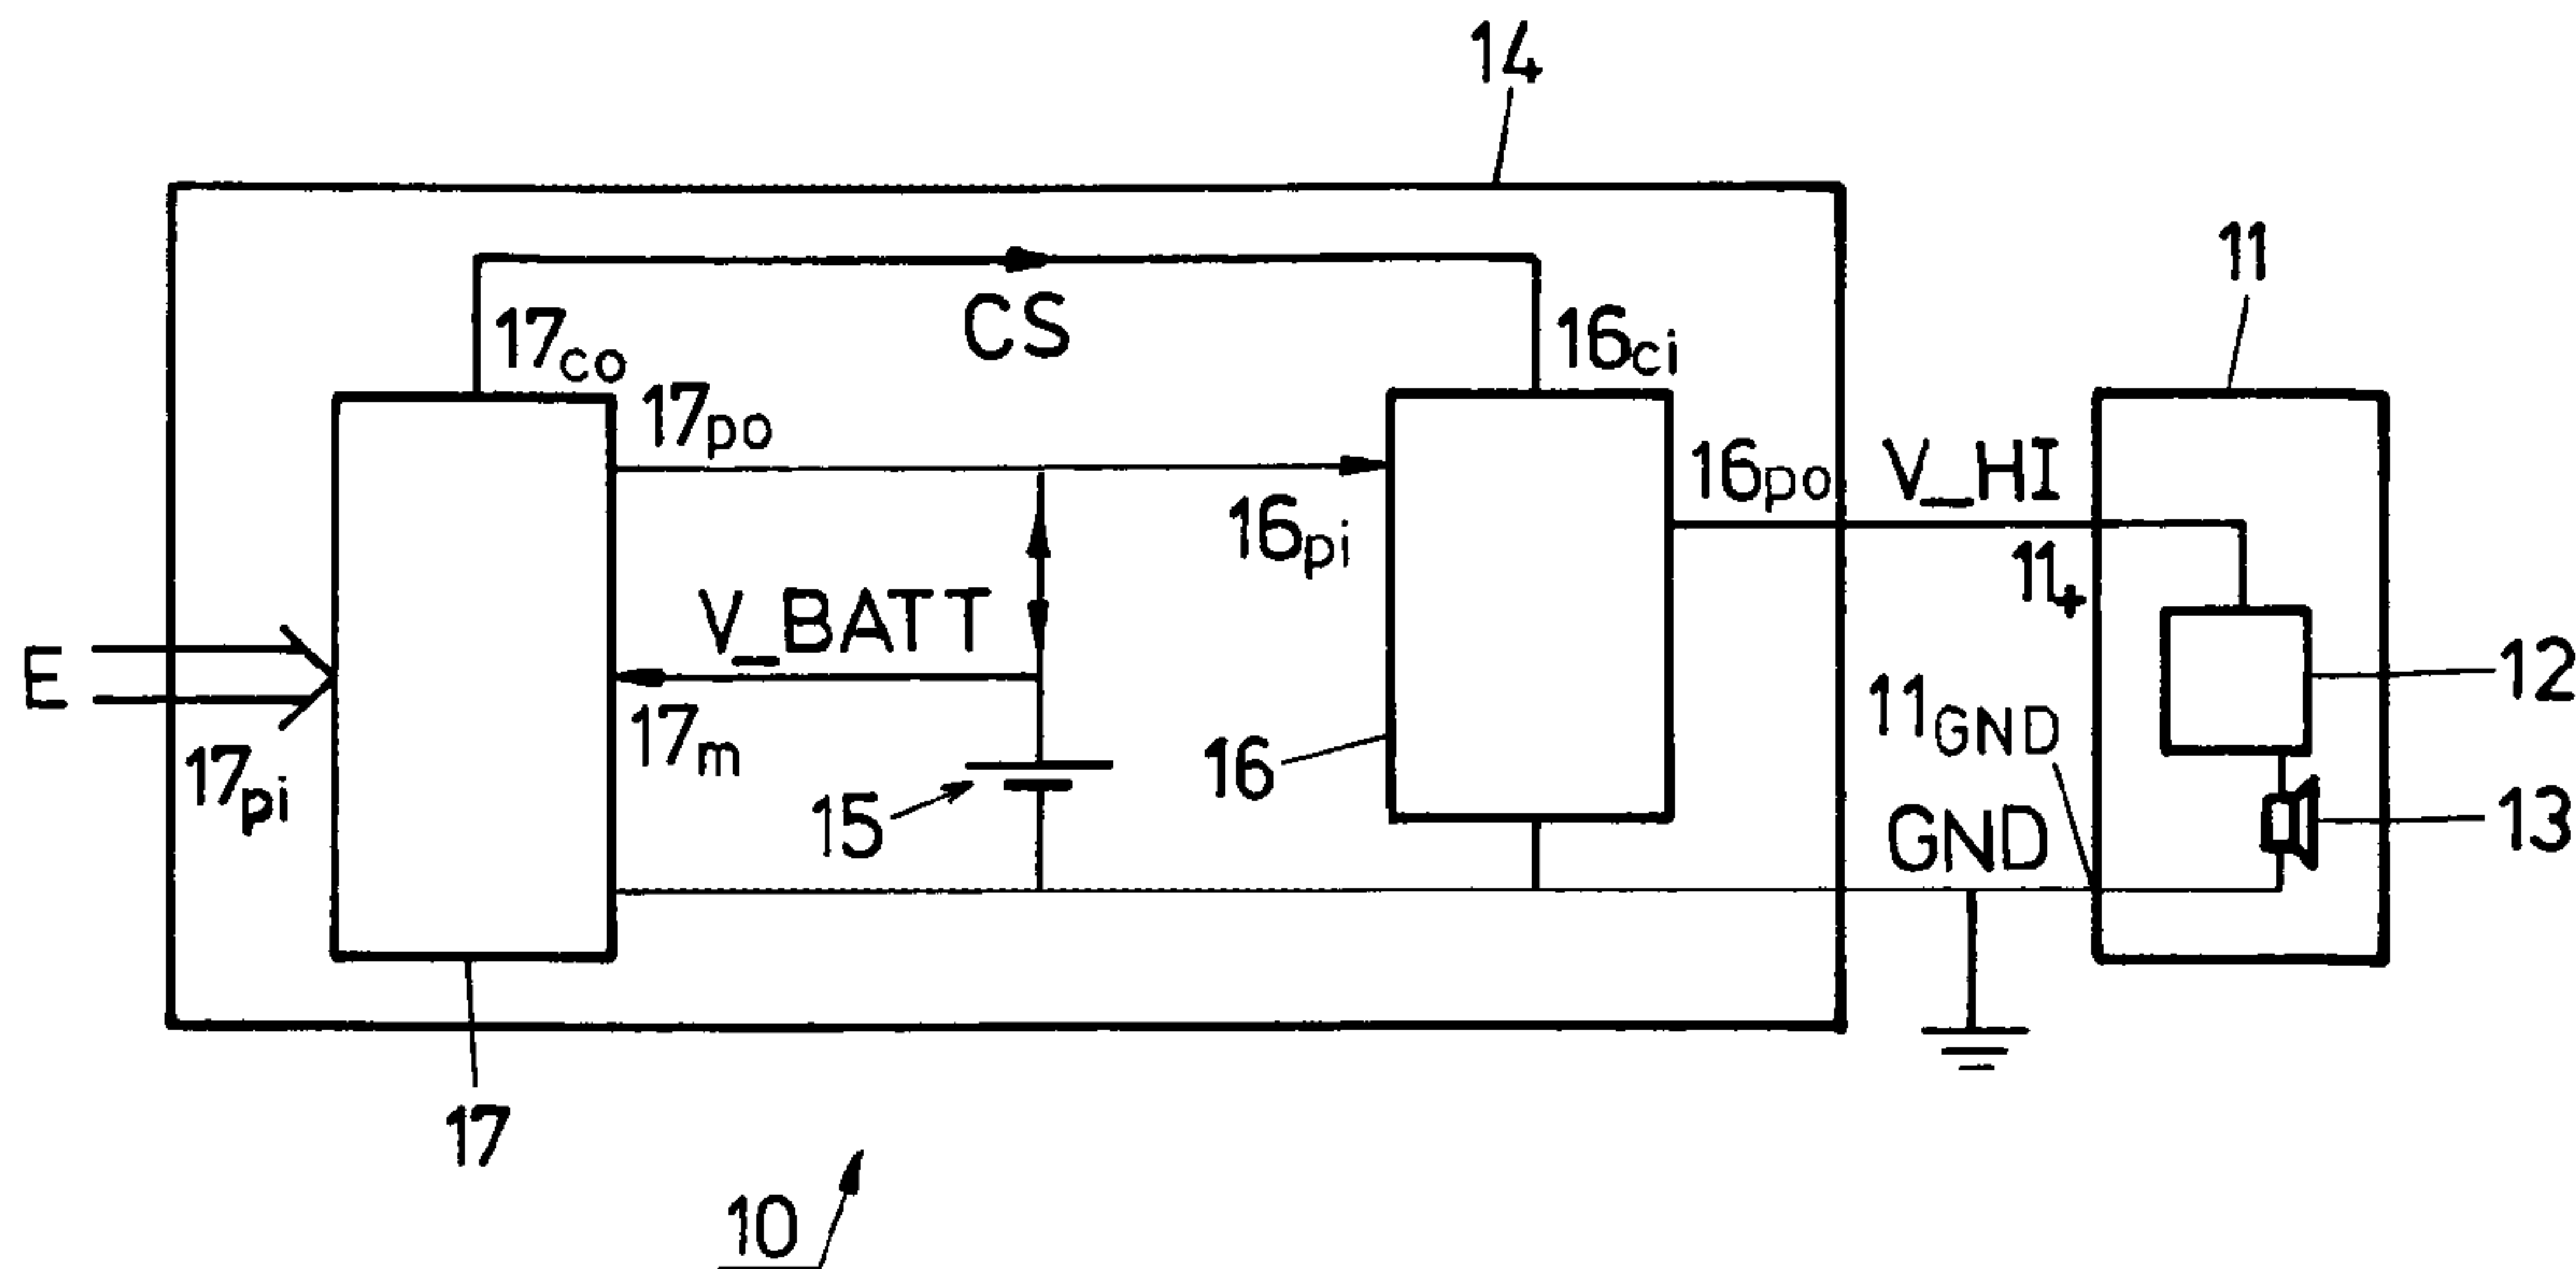 14
11
CS
17co
16ci
17po
16po
V_HI
16pi
11+
V_BATT
E
12
17m
11GND
17pi
16
15
GND
13
17
10